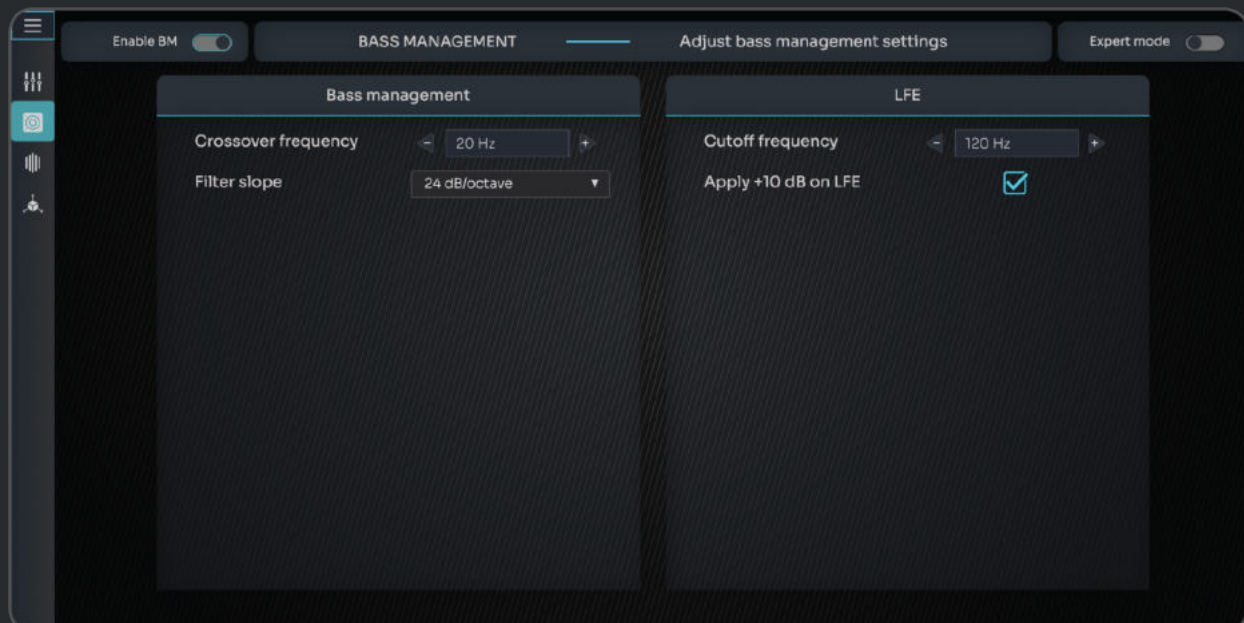 Enable BM
BASS MANAGEMENT
Adjust bass management settings
Expert mode
Bass management
Crossover frequency
- 20 Hz +
Filter slope
24 dB/octave
LFE
Cutoff frequency
- 120 Hz +
Apply +10 dB on LFE